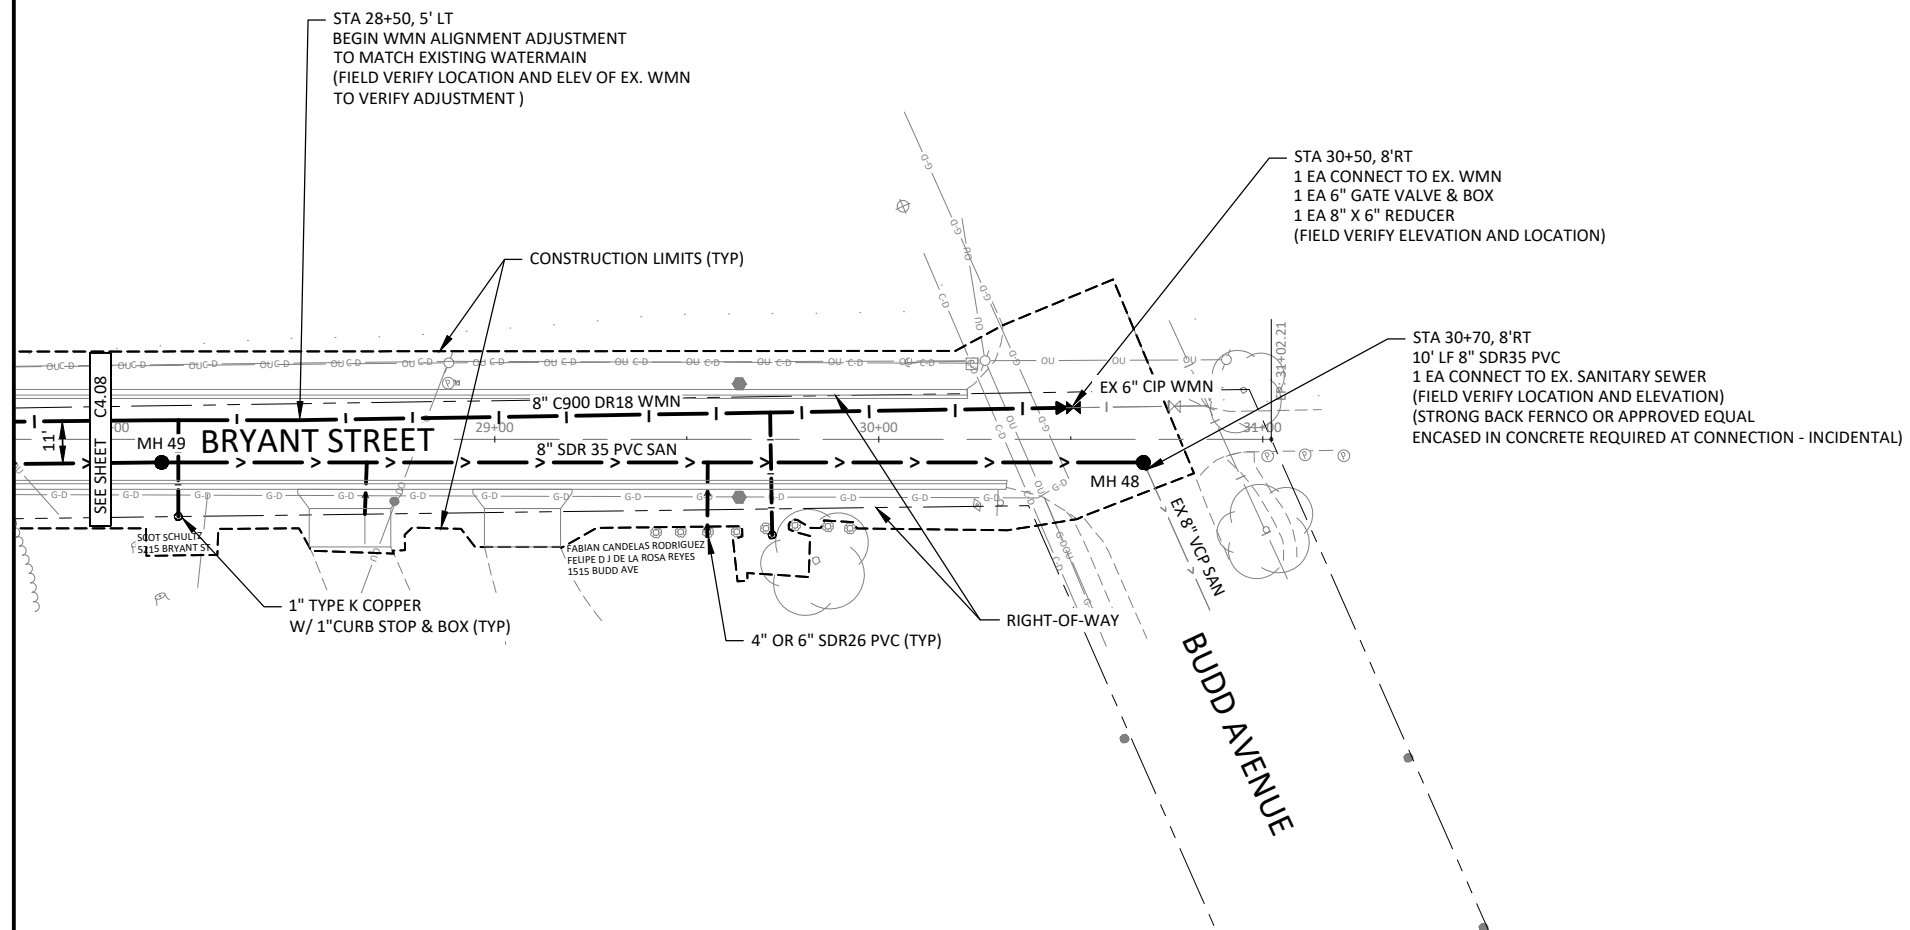 STA 28+50, 5' LT
BEGIN WMN ALIGNMENT ADJUSTMENT
TO MATCH EXISTING WATERMAIN
(FIELD VERIFY LOCATION AND ELEV OF EX. WMN
TO VERIFY ADJUSTMENT )
STA 30+50, 8'RT
1 EA CONNECT TO EX. WMN
1 EA 6" GATE VALVE & BOX
1 EA 8" X 6" REDUCER
(FIELD VERIFY ELEVATION AND LOCATION)
CONSTRUCTION LIMITS (TYP)
STA 30+70, 8'RT
10' LF 8" SDR35 PVC
1 EA CONNECT TO EX. SANITARY SEWER
(FIELD VERIFY LOCATION AND ELEVATION)
(STRONG BACK FERNCO OR APPROVED EQUAL
ENCASED IN CONCRETE REQUIRED AT CONNECTION - INCIDENTAL)
EX 6" CIP WMN
8" C900 DR18 WMN
SEE SHEET C4.08
11'
MH 49
BRYANT STREET
29+00
30+00
31+00
8" SDR 35 PVC SAN
MH 48
EX 8" VCP SAN
SCOT SCHULTZ
5215 BRYANT ST
FABIAN CANDELAS RODRIGUEZ
FELIPE D J DE LA ROSA REYES
1515 BUDD AVE
1" TYPE K COPPER
W/ 1"CURB STOP & BOX (TYP)
4" OR 6" SDR26 PVC (TYP)
RIGHT-OF-WAY
BUDD AVENUE